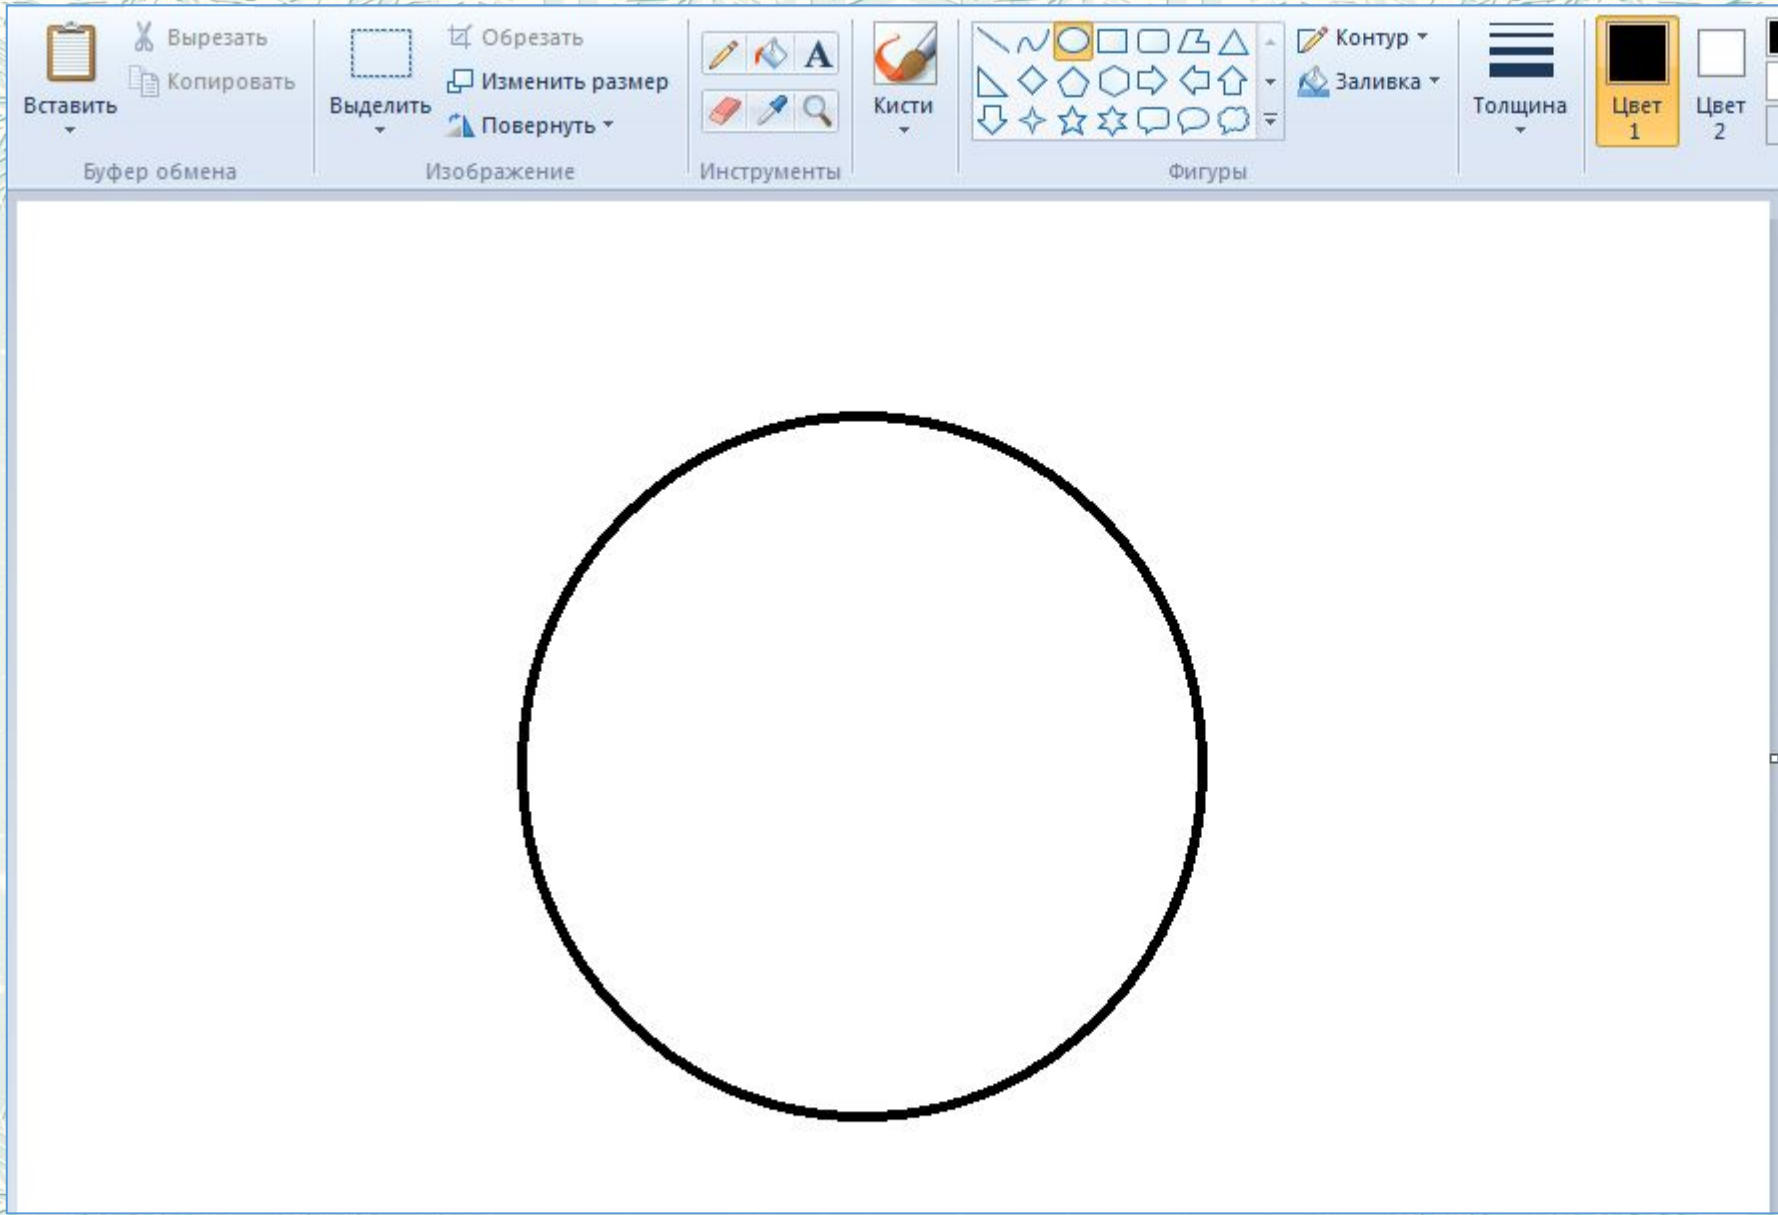 Вставить
Вырезать
Копировать
Буфер обмена
Выделить
Обрезать
Изменить размер
Повернуть
Изображение
A
Инструменты
Кисти
Контур
Заливка
Фигуры
Толщина
Цвет
1
Цвет
2